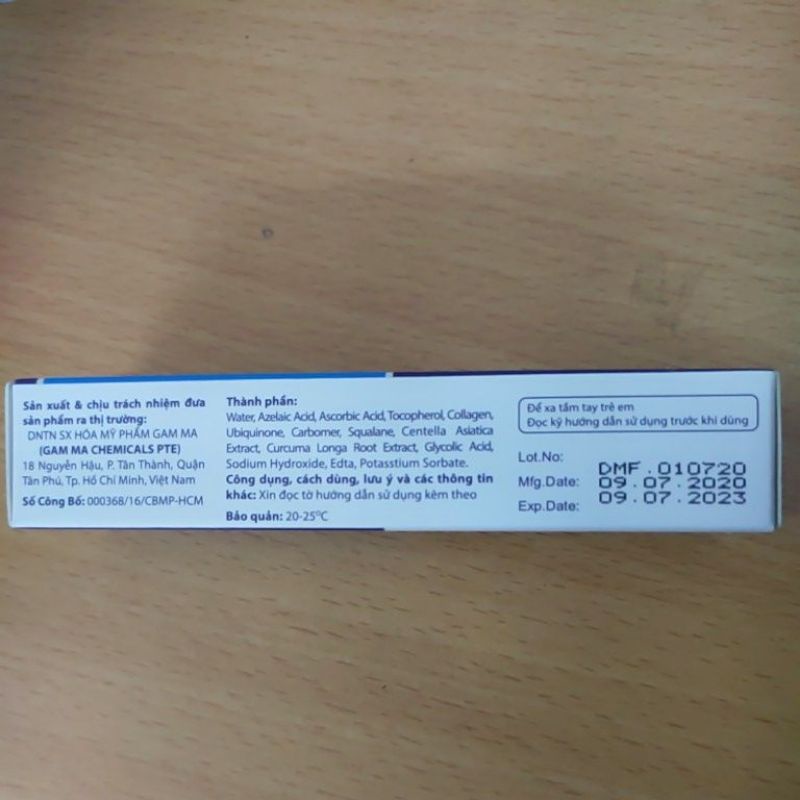 Sản xuất & chịu trách nhiệm đưa
sản phẩm ra thị trường:
DNTN SX HÓA MỸ PHẨM GAM MA
(GAM MA CHEMICALS PTE)
18 Nguyễn Hậu, P. Tân Thành, Quận
Tân Phú, Tp. Hồ Chí Minh, Việt Nam
Số Công Bố: 000368/16/CBMP-HCM
Thành phần:
Water, Azelaic Acid, Ascorbic Acid, Tocopherol, Collagen,
Ubiquinone, Carbomer, Squalane, Centella Asiatica
Extract, Curcuma Longa Root Extract, Glycolic Acid,
Sodium Hydroxide, Edta, Potasstium Sorbate.
Công dụng, cách dùng, lưu ý và các thông tin
khác: Xin đọc tờ hướng dẫn sử dụng kèm theo
Bảo quản: 20-25ºC
Để xa tầm tay trẻ em
Đọc kỹ hướng dẫn sử dụng trước khi dùng
Lot.No: DMF.010720
Mfg.Date: 09.07.2020
Exp.Date: 09.07.2023